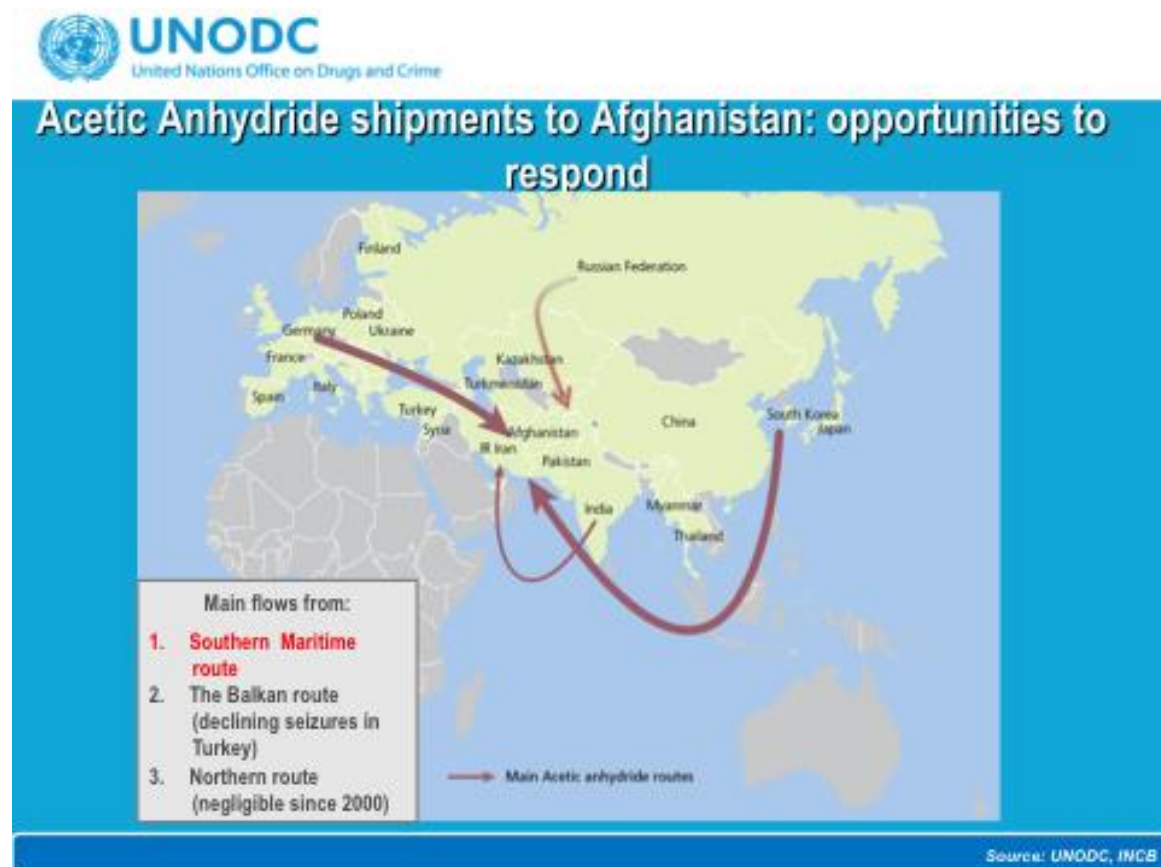 UNODC
United Nations Office on Drugs and Crime
Acetic Anhydride shipments to Afghanistan: opportunities to
respond
Finland
Russian Federation
Poland
Germany
Ukraine
France
Kazakhstan
Italy
Turkmenistan
Spain
Turkey
China
South Korea
Syria
Afghanistan
Japan
IR Iran
Pakistan
India
Myanmar
Thailand
Main flows from:
1. Southern Maritime
route
2. The Balkan route
(declining seizures in
Turkey)
3. Northern route
(negligible since 2000)
Main Acetic anhydride routes
Source: UNODC, INCB